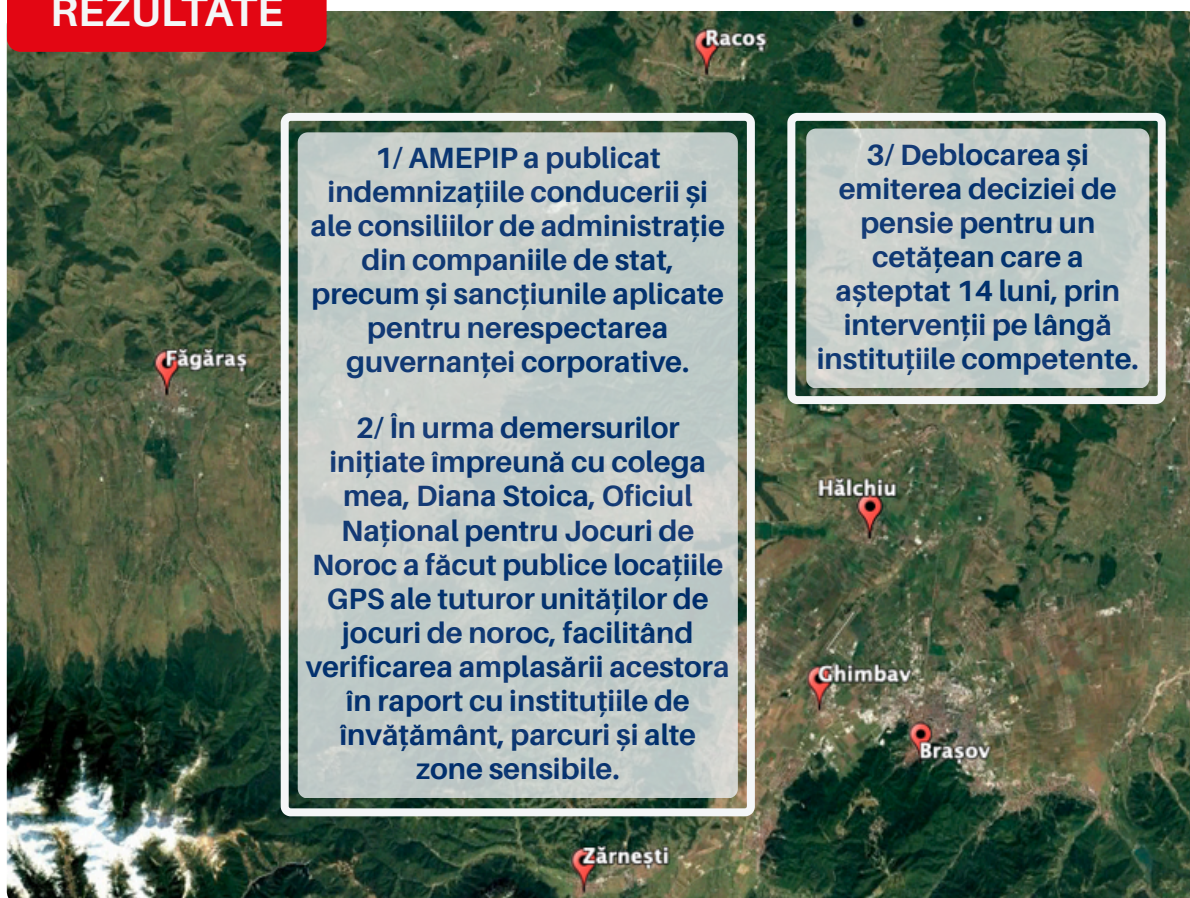 REZULTATE
Racoș
1/ AMEPIP a publicat
indemnizațiile conducerii și
ale consiliilor de administrație
din companiile de stat,
precum și sancțiunile aplicate
pentru nerespectarea
guvernanței corporative.
2/ În urma demersurilor
inițiate împreună cu colega
mea, Diana Stoica, Oficiul
Național pentru Jocuri de
Noroc a făcut publice locațiile
GPS ale tuturor unităților de
jocuri de noroc, facilitând
verificarea amplasării acestora
în raport cu instituțiile de
învățământ, parcuri și alte
zone sensibile.
3/ Deblocarea și
emiterea deciziei de
pensie pentru un
cetățean care a
așteptat 14 luni, prin
intervenții pe lângă
instituțiile competente.
Făgăraș
Hălchiu
Ghimbav
Brașov
Zărnești